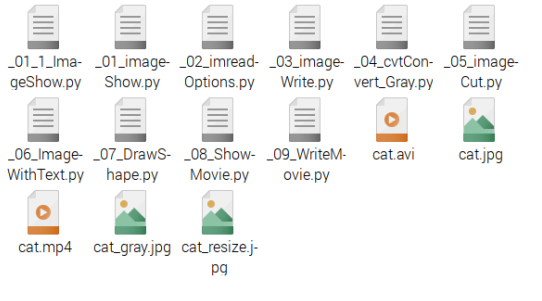 _01_1_Ima- _01_image- _02_imread- _03_image- _04_cvtCon- _05_image-
geShow.py Show.py Options.py Write.py vert_Gray.py Cut.py
_06_Image- _07_DrawS- _08_Show- _09_WriteM- cat.avi cat.jpg
WithText.py hape.py Movie.py ovie.py
cat.mp4 cat_gray.jpg cat_resize.j-
pg